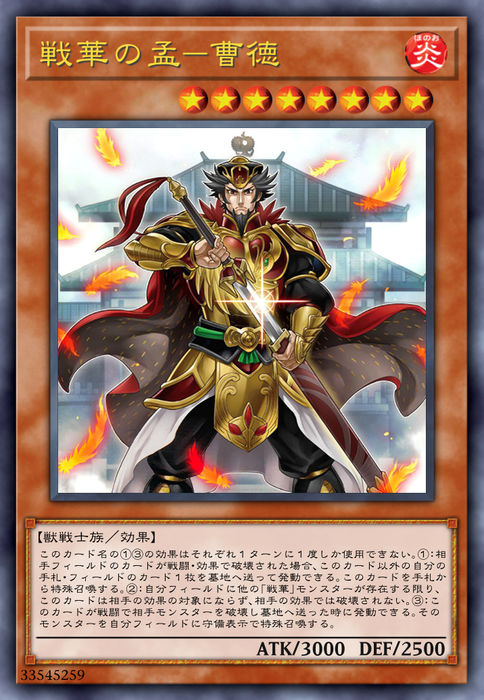 戦華の孟－曹徳
ほのお
炎
【獣戦士族／効果】
このカード名の①③の効果はそれぞれ１ターンに１度しか使用できない。①：相
手フィールドのカードが戦闘・効果で破壊された場合、このカード以外の自分の
手札・フィールドのカード１枚を墓地へ送って発動できる。このカードを手札か
ら特殊召喚する。②：自分フィールドに他の「戦華」モンスターが存在する限り、
このカードは相手の効果の対象にならず、相手の効果では破壊されない。③：こ
のカードが戦闘で相手モンスターを破壊し墓地へ送った時に発動できる。その
モンスターを自分フィールドに守備表示で特殊召喚する。
ATK/3000 DEF/2500
33545259